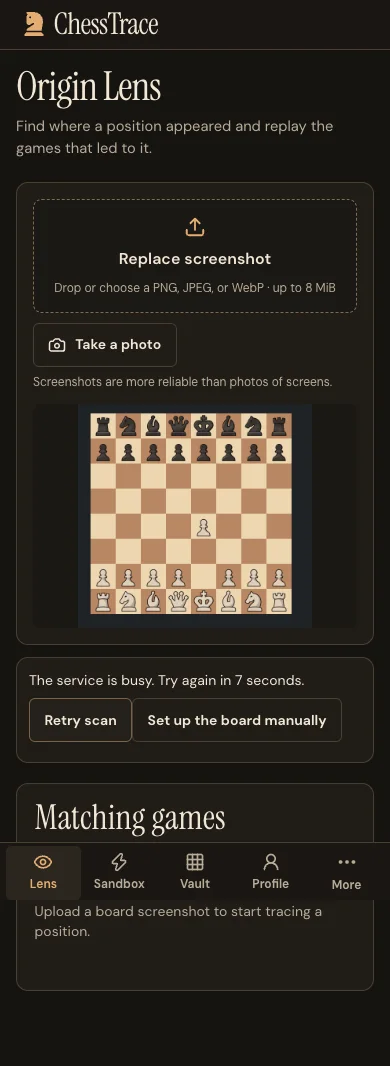 ChessTrace
Origin Lens
Find where a position appeared and replay the
games that led to it.
Replace screenshot
Drop or choose a PNG, JPEG, or WebP · up to 8 MiB
Take a photo
Screenshots are more reliable than photos of screens.
The service is busy. Try again in 7 seconds.
Retry scan
Set up the board manually
Matching games
Lens
Sandbox
Vault
Profile
More
Upload a board screenshot to start tracing a
position.